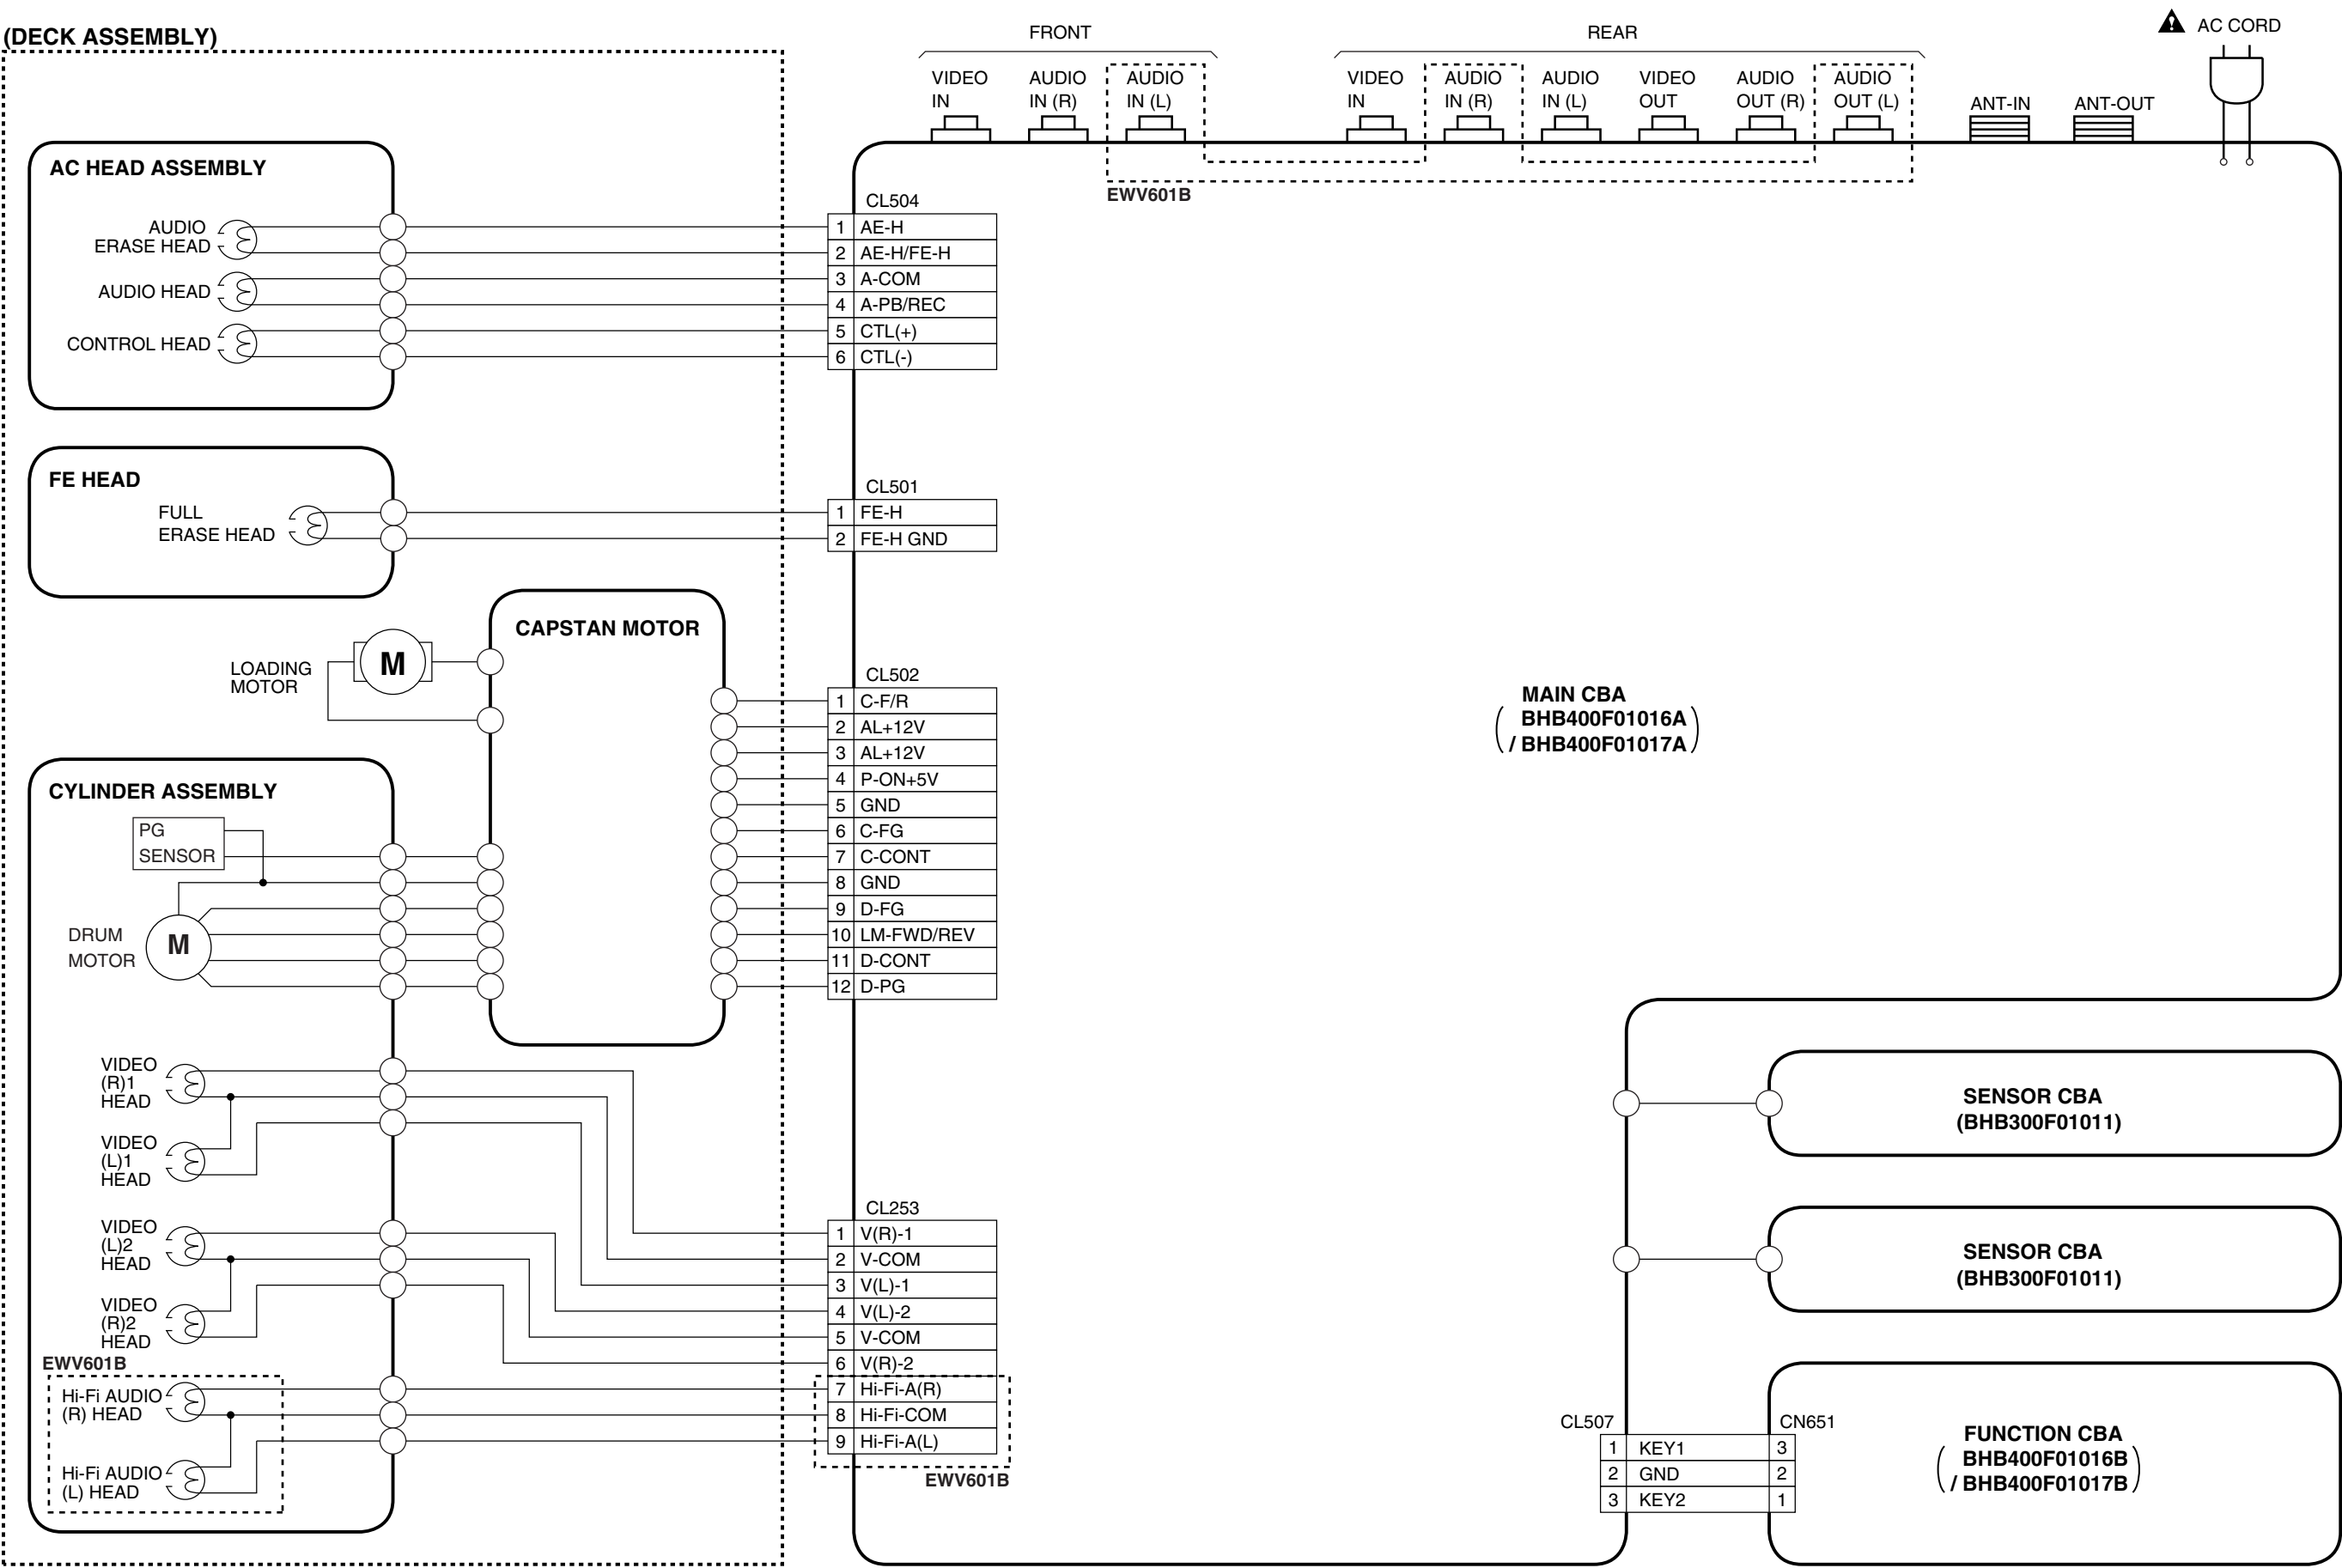 (DECK ASSEMBLY)
FRONT
REAR
AC CORD
VIDEO
IN
AUDIO
IN (R)
AUDIO
IN (L)
VIDEO
IN
AUDIO
IN (R)
AUDIO
IN (L)
VIDEO
OUT
AUDIO
OUT (R)
AUDIO
OUT (L)
ANT-IN
ANT-OUT
EWV601B
AC HEAD ASSEMBLY
AUDIO
ERASE HEAD
AUDIO HEAD
CONTROL HEAD
CL504
1 AE-H
2 AE-H/FE-H
3 A-COM
4 A-PB/REC
5 CTL(+)
6 CTL(-)
FE HEAD
FULL
ERASE HEAD
CL501
1 FE-H
2 FE-H GND
CAPSTAN MOTOR
M
LOADING
MOTOR
CL502
1 C-F/R
2 AL+12V
3 AL+12V
4 P-ON+5V
5 GND
6 C-FG
7 C-CONT
8 GND
9 D-FG
10 LM-FWD/REV
11 D-CONT
12 D-PG
MAIN CBA
( BHB400F01016A
/ BHB400F01017A )
CYLINDER ASSEMBLY
PG
SENSOR
DRUM
MOTOR
M
VIDEO
(R)1
HEAD
VIDEO
(L)1
HEAD
VIDEO
(L)2
HEAD
VIDEO
(R)2
HEAD
EWV601B
Hi-Fi AUDIO
(R) HEAD
Hi-Fi AUDIO
(L) HEAD
CL253
1 V(R)-1
2 V-COM
3 V(L)-1
4 V(L)-2
5 V-COM
6 V(R)-2
7 Hi-Fi-A(R)
8 Hi-Fi-COM
9 Hi-Fi-A(L)
EWV601B
SENSOR CBA
(BHB300F01011)
SENSOR CBA
(BHB300F01011)
CL507
CN651
1 KEY1 3
2 GND 2
3 KEY2 1
FUNCTION CBA
( BHB400F01016B
/ BHB400F01017B )